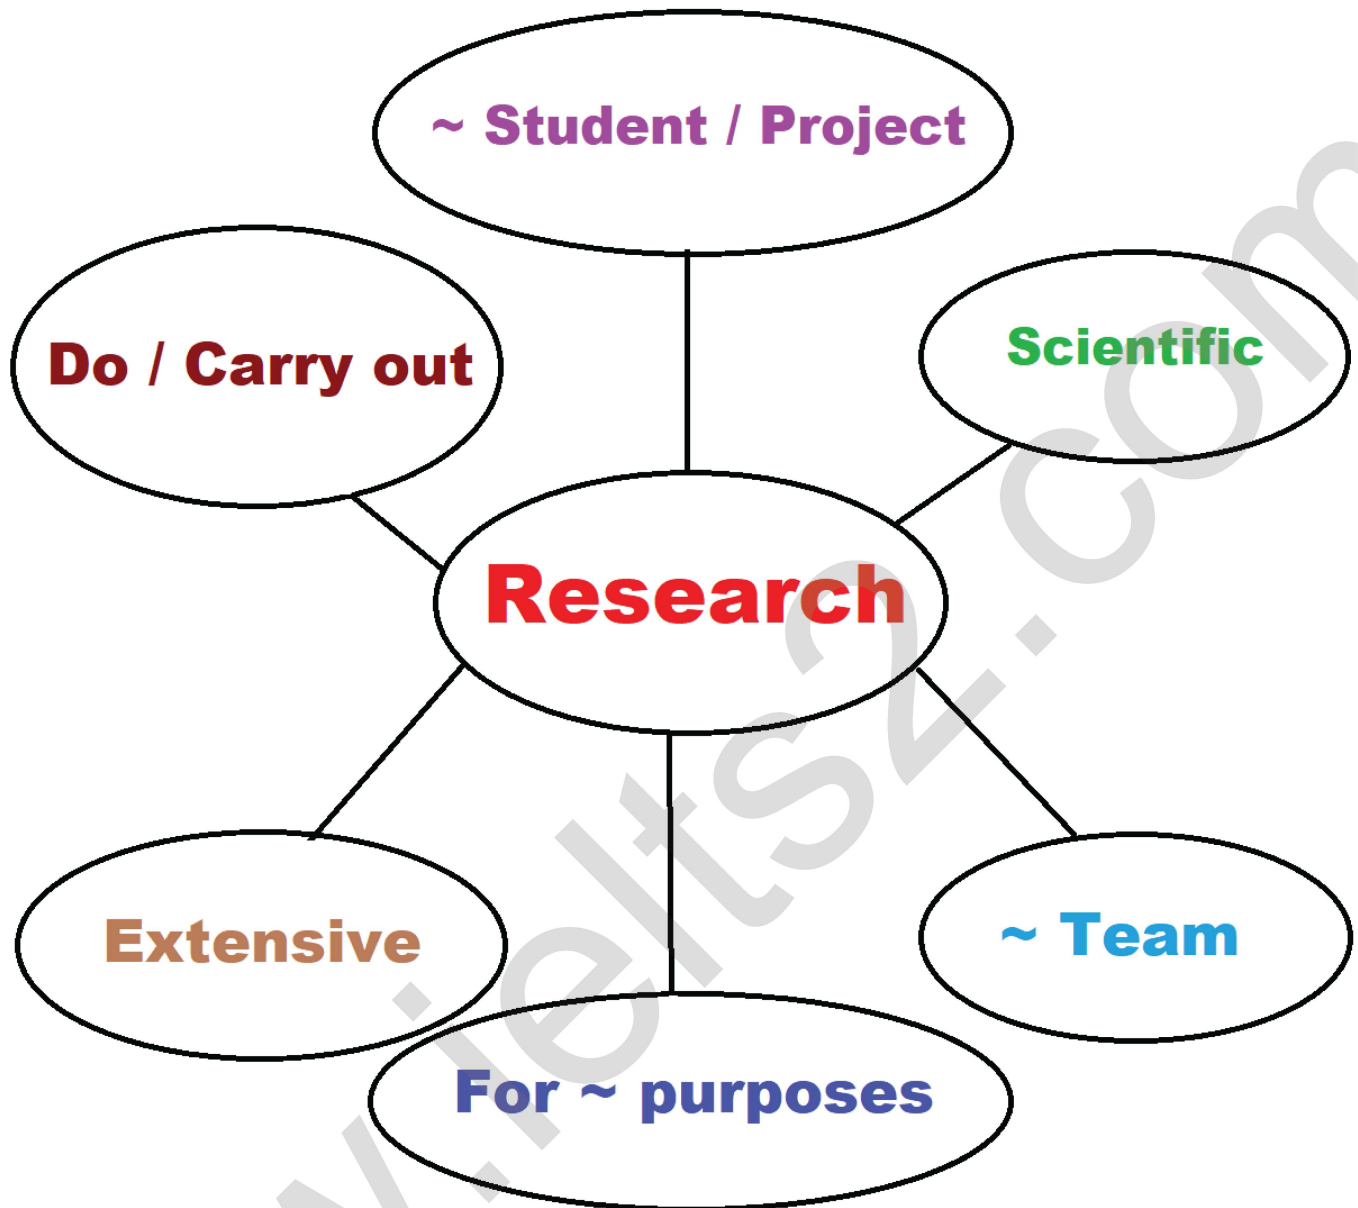 ~ Student / Project
Do / Carry out
Scientific
Research
Extensive
~ Team
For ~ purposes
w.ielts2.com